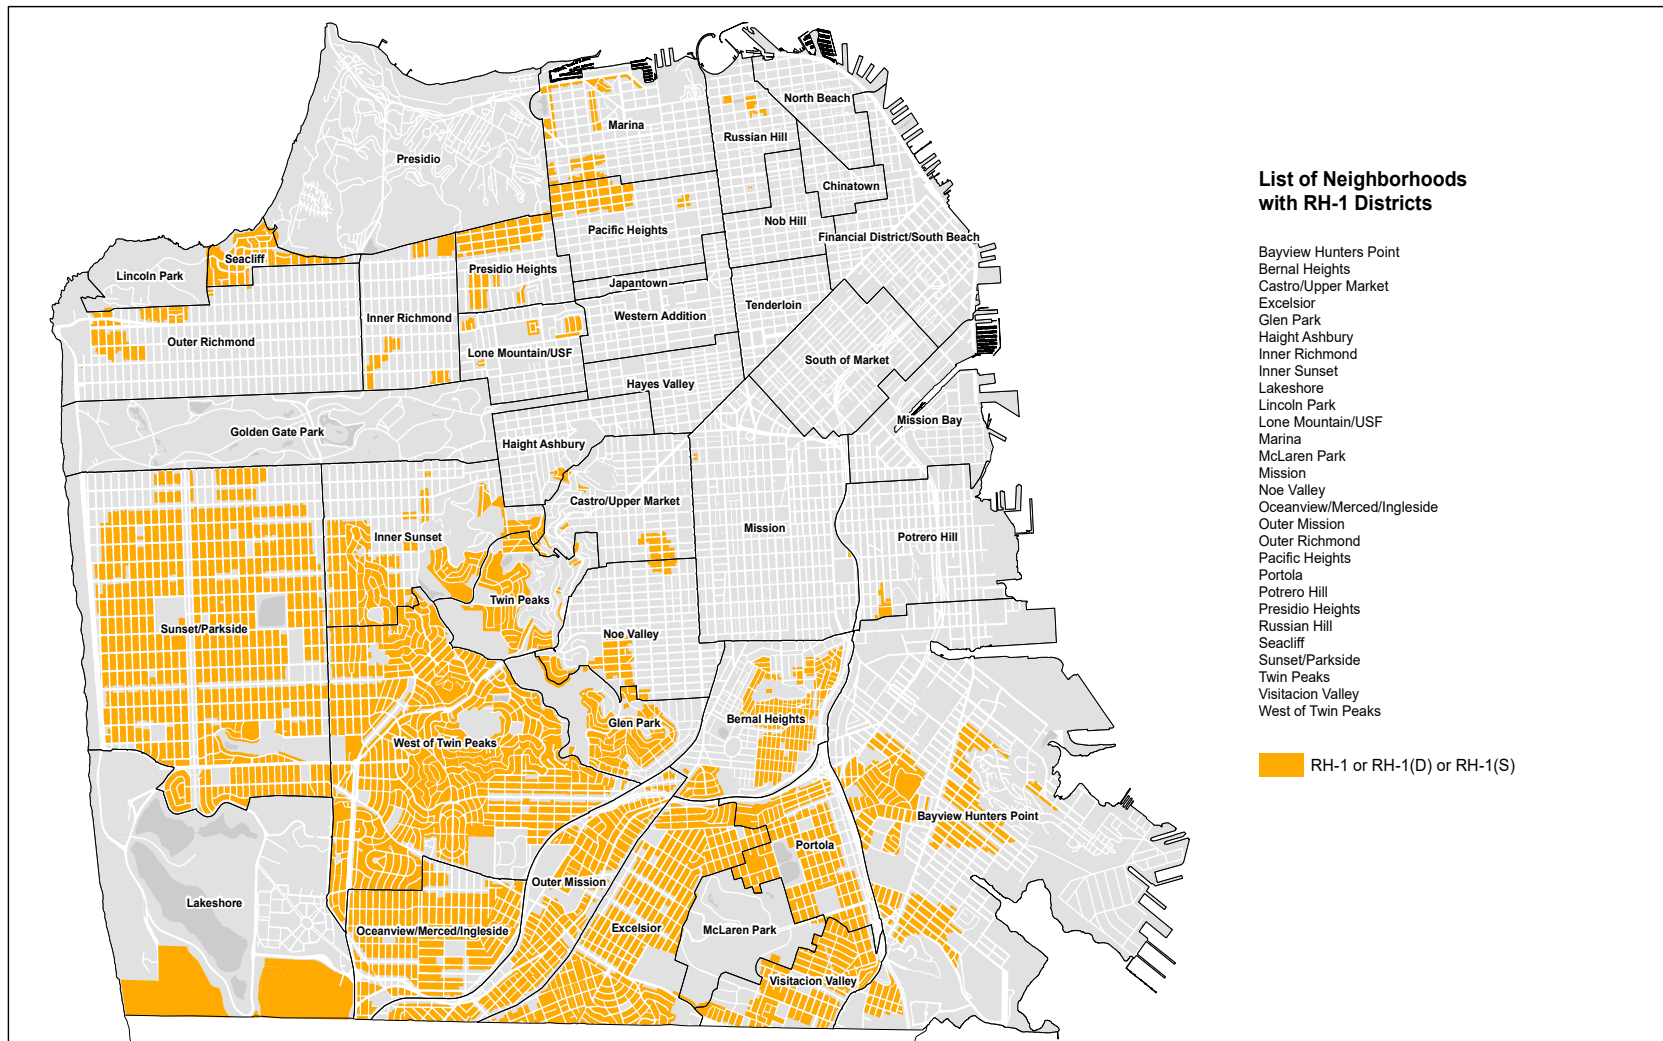 North Beach
Marina
Russian Hill
Presidio
Chinatown
Nob Hill
Pacific Heights
Financial District/South Beach
Seacliff
Lincoln Park
Presidio Heights
Japantown
Tenderloin
Western Addition
Inner Richmond
Outer Richmond
Lone Mountain/USF
South of Market
Hayes Valley
Mission Bay
Golden Gate Park
Haight Ashbury
Castro/Upper Market
Mission
Inner Sunset
Potrero Hill
Twin Peaks
Sunset/Parkside
Noe Valley
Glen Park
Bernal Heights
West of Twin Peaks
Bayview Hunters Point
Portola
Outer Mission
Lakeshore
Oceanview/Merced/Ingleside
Excelsior
McLaren Park
Visitacion Valley
List of Neighborhoods
with RH-1 Districts
Bayview Hunters Point
Bernal Heights
Castro/Upper Market
Excelsior
Glen Park
Haight Ashbury
Inner Richmond
Inner Sunset
Lakeshore
Lincoln Park
Lone Mountain/USF
Marina
McLaren Park
Mission
Noe Valley
Oceanview/Merced/Ingleside
Outer Mission
Outer Richmond
Pacific Heights
Portola
Potrero Hill
Presidio Heights
Russian Hill
Seacliff
Sunset/Parkside
Twin Peaks
Visitacion Valley
West of Twin Peaks
RH-1 or RH-1(D) or RH-1(S)